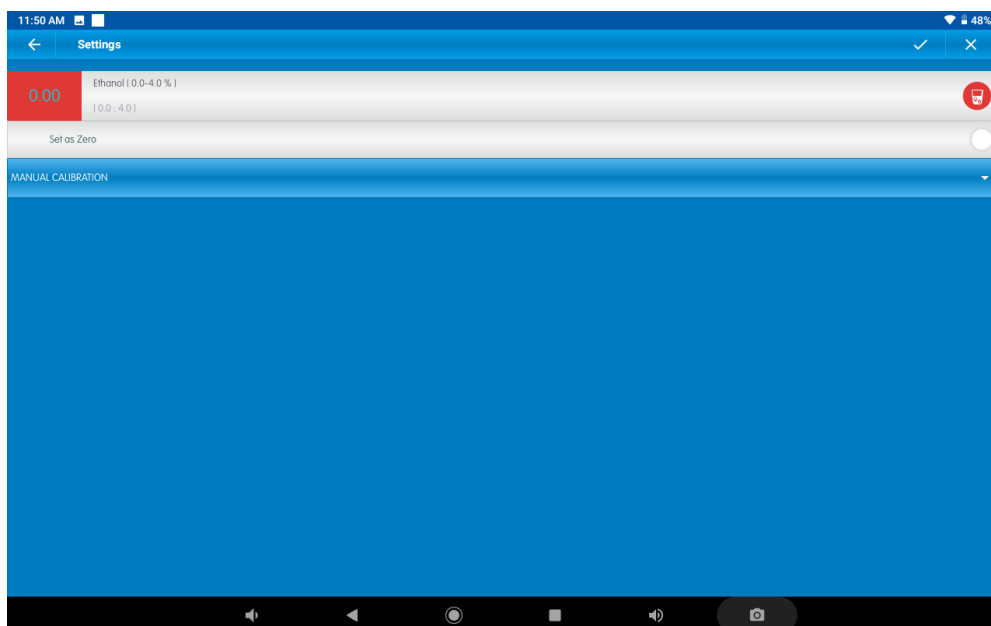 11:50 AM 48%
Settings
0.00
Ethanol ( 0.0-4.0 % )
( 0.0 : 4.0 )
Set as Zero
MANUAL CALIBRATION